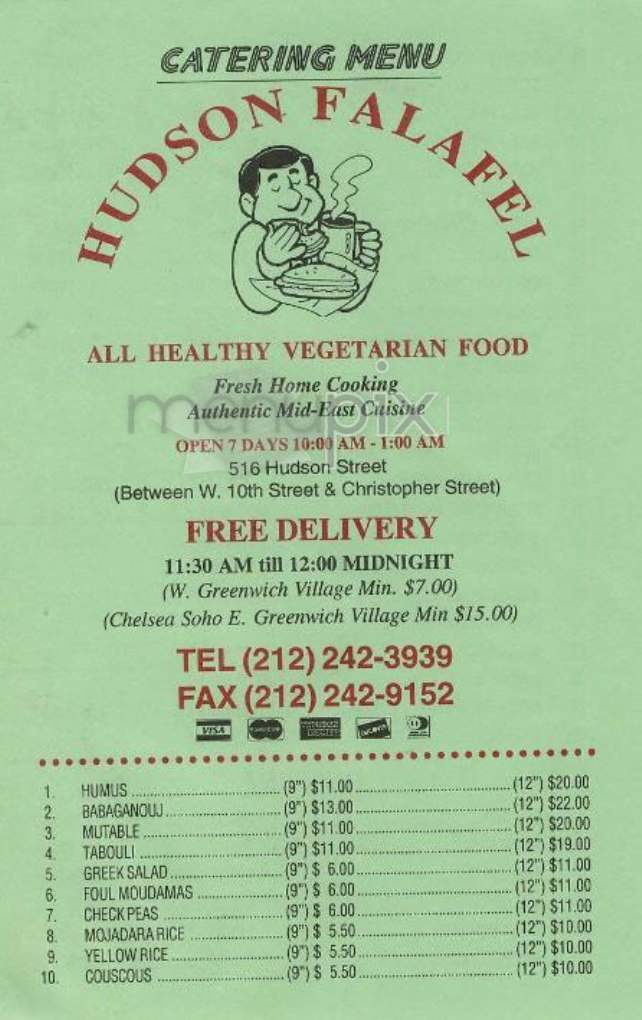 CATERING MENU
HUDSON FALAFEL
ALL HEALTHY VEGETARIAN FOOD
Fresh Home Cooking
Authentic Mid-East Cuisine
menupix
OPEN 7 DAYS 10:00 AM - 1:00 AM
516 Hudson Street
(Between W. 10th Street & Christopher Street)
FREE DELIVERY
11:30 AM till 12:00 MIDNIGHT
(W. Greenwich Village Min. $7.00)
(Chelsea Soho E. Greenwich Village Min $15.00)
TEL (212) 242-3939
FAX (212) 242-9152
VISA
1. HUMUS (9") $11.00 (12") $20.00
2. BABAGANOUJ (9") $13.00 (12") $22.00
3. MUTABLE (9") $11.00 (12") $20.00
4. TABOULI (9") $11.00 (12") $19.00
5. GREEK SALAD (9") $ 6.00 (12") $11.00
6. FOUL MOUDAMAS (9") $ 6.00 (12") $11.00
7. CHECK PEAS (9") $ 6.00 (12") $11.00
8. MOJADARA RICE (9") $ 5.50 (12") $10.00
9. YELLOW RICE (9") $ 5.50 (12") $10.00
10. COUSCOUS (9") $ 5.50 (12") $10.00